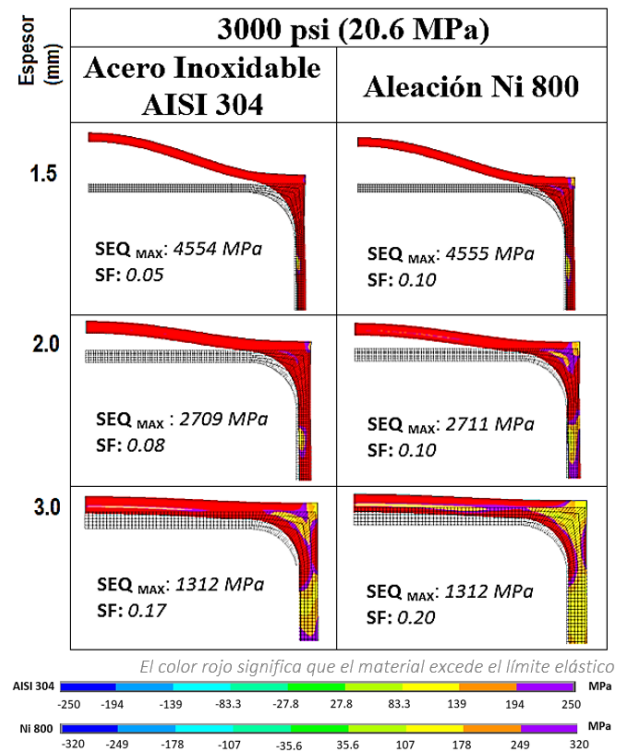 Espesor (mm)
3000 psi (20.6 MPa)
Acero Inoxidable
AISI 304
Aleación Ni 800
1.5
SEQ MAX: 4554 MPa
SF: 0.05
SEQ MAX: 4555 MPa
SF: 0.10
2.0
SEQ MAX : 2709 MPa
SF: 0.08
SEQ MAX: 2711 MPa
SF: 0.10
3.0
SEQ MAX: 1312 MPa
SF: 0.17
SEQ MAX: 1312 MPa
SF: 0.20
El color rojo significa que el material excede el límite elástico
AISI 304 MPa
-250 -194 -139 -83.3 -27.8 27.8 83.3 139 194 250
Ni 800 MPa
-320 -249 -178 -107 -35.6 35.6 107 178 249 320